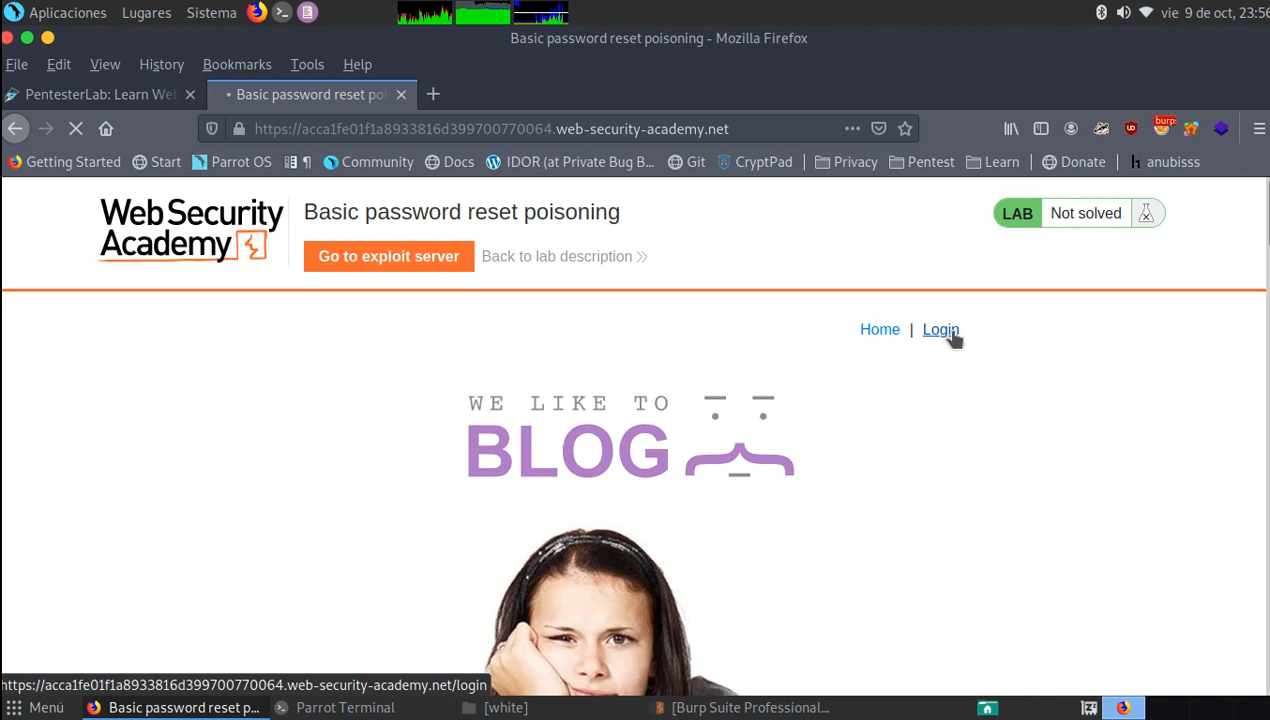 Aplicaciones Lugares Sistema vie 9 de oct, 23:56
Basic password reset poisoning - Mozilla Firefox
File Edit View History Bookmarks Tools Help
PentesterLab: Learn Web Basic password reset poi
https://acca1fe01f1a8933816d399700770064.web-security-academy.net burp
Getting Started Start Parrot OS ¶ Community Docs IDOR (at Private Bug B... Git CryptPad Privacy Pentest Learn Donate anubisss
Web Security Academy
Basic password reset poisoning
LAB Not solved
Go to exploit server Back to lab description
Home | Login
WE LIKE TO
BLOG
https://acca1fe01f1a8933816d399700770064.web-security-academy.net/login
Menú Basic password reset p... Parrot Terminal [white] [Burp Suite Professional...